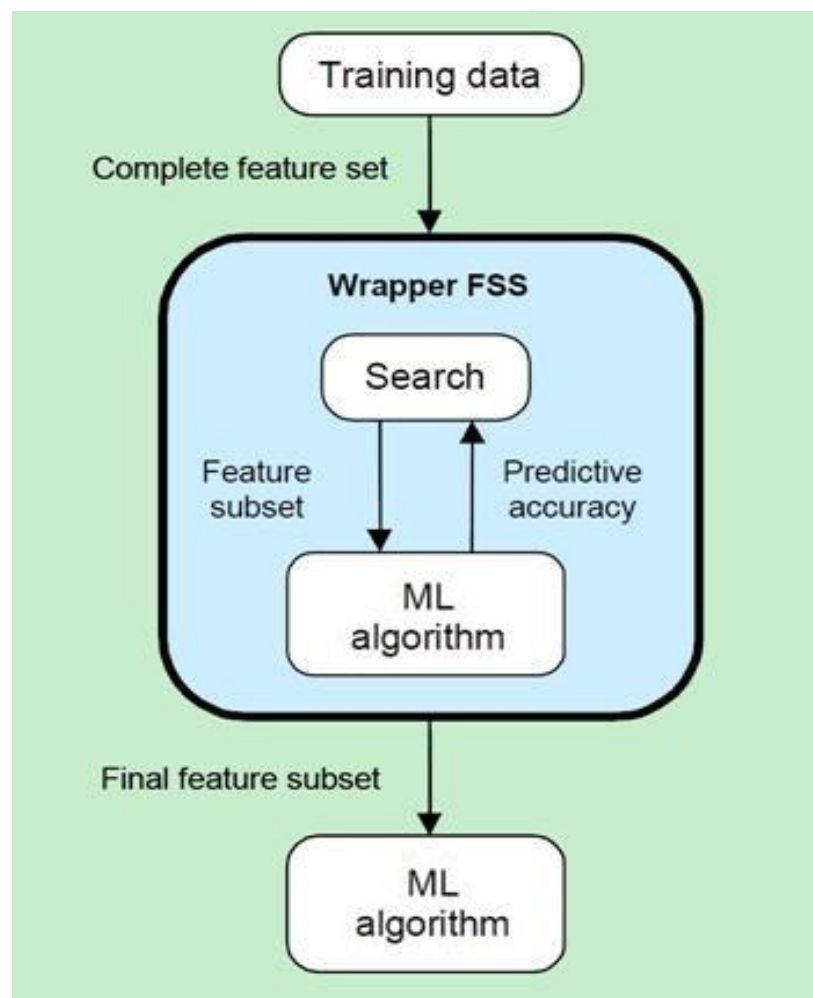 Training data
Complete feature set
Wrapper FSS
Search
Feature
subset
Predictive
accuracy
ML
algorithm
Final feature subset
ML
algorithm